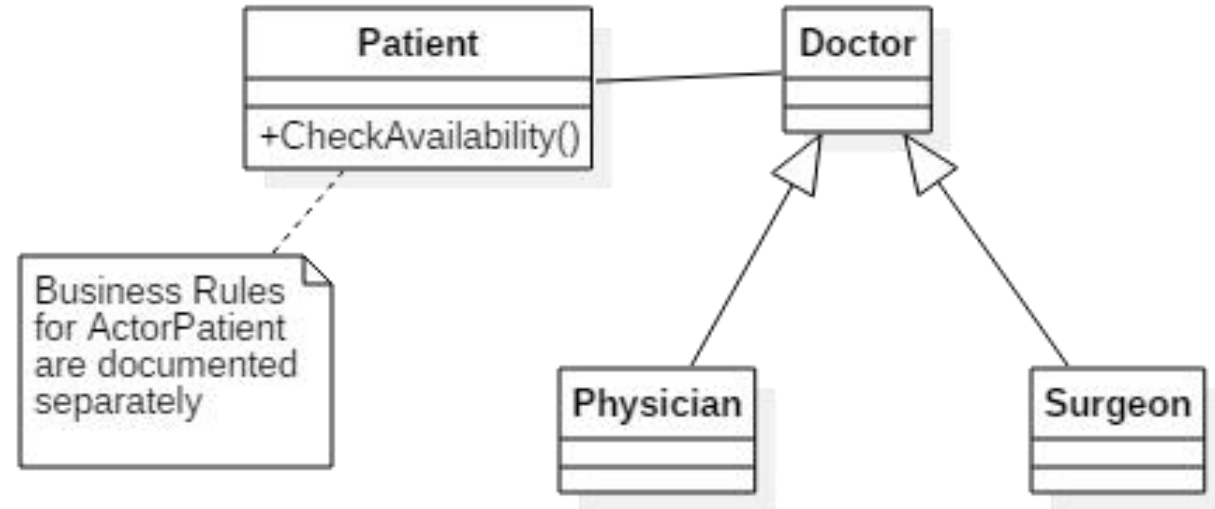 Patient
Doctor
+CheckAvailability()
Business Rules
for ActorPatient
are documented
separately
Physician
Surgeon